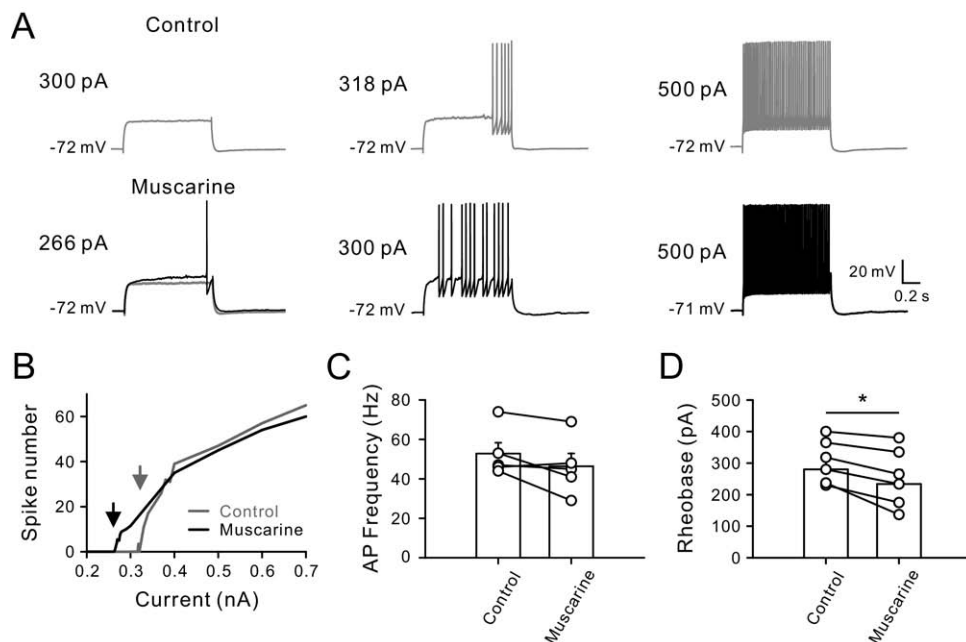 A
Control
300 pA
318 pA
500 pA
-72 mV
-72 mV
-72 mV
Muscarine
266 pA
300 pA
500 pA
20 mV
0.2 s
-72 mV
-72 mV
-71 mV
B
Spike number
60
40
20
0
0.2 0.3 0.4 0.5 0.6 0.7
Current (nA)
Control
Muscarine
C
AP Frequency (Hz)
80
60
40
20
0
Control
Muscarine
D
Rheobase (pA)
500
400
300
200
100
0
*
Control
Muscarine